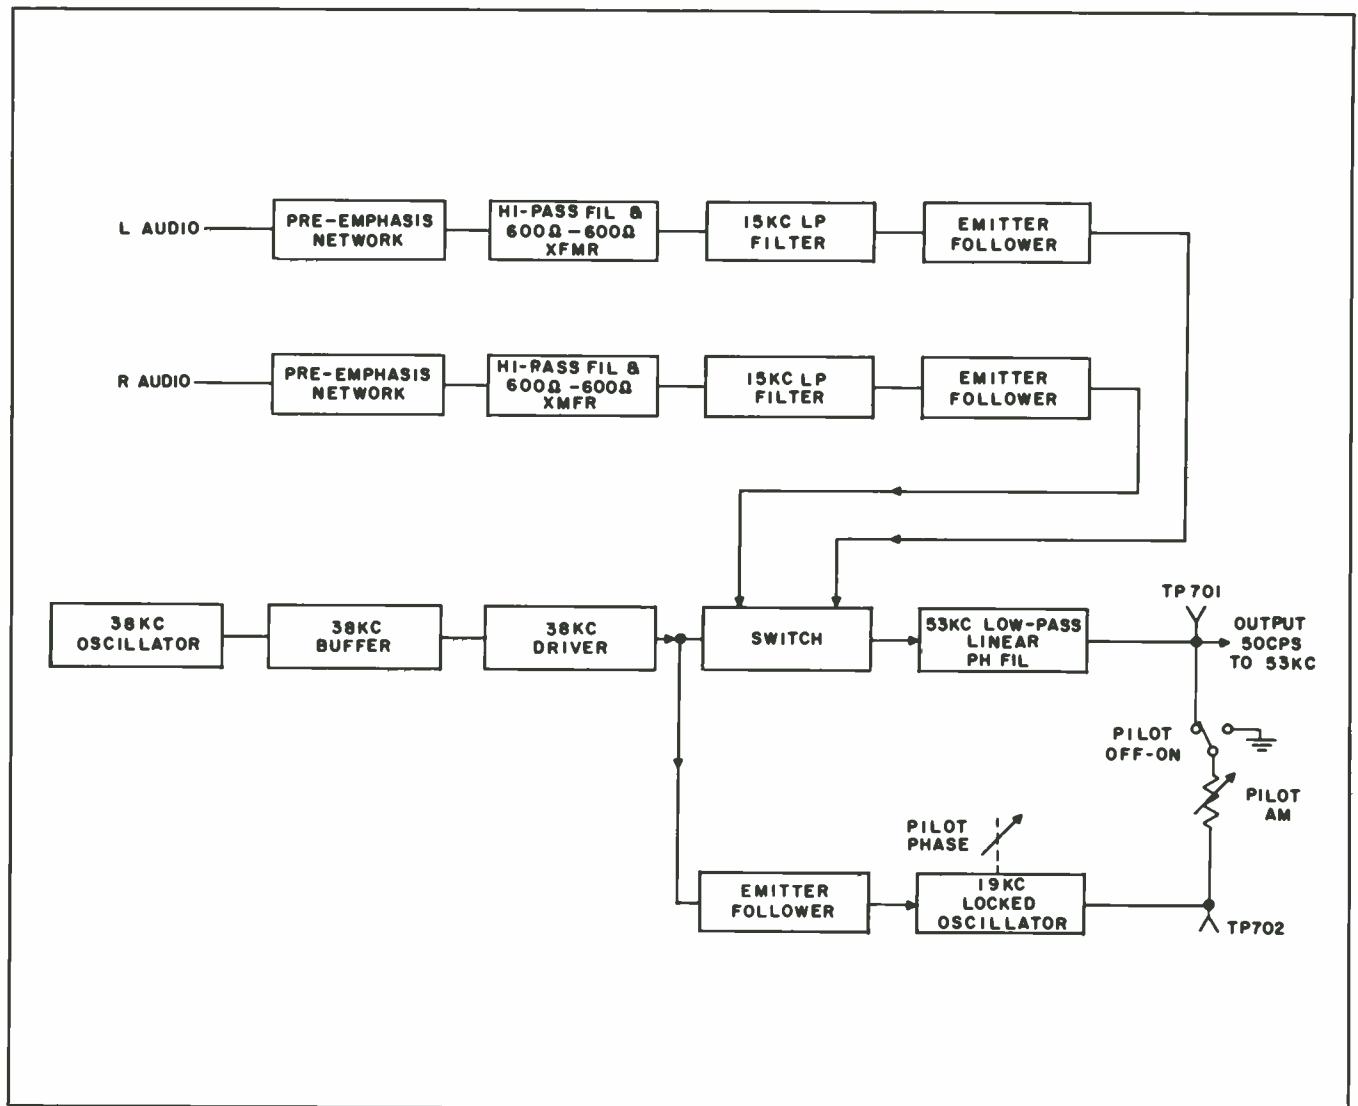 L AUDIO
PRE-EMPHASIS
NETWORK
HI-PASS FIL &
600Ω-600Ω
XFMR
15KC LP
FILTER
EMITTER
FOLLOWER
R AUDIO
PRE-EMPHASIS
NETWORK
HI-PASS FIL &
600Ω-600Ω
XMFR
15KC LP
FILTER
EMITTER
FOLLOWER
38KC
OSCILLATOR
38KC
BUFFER
38KC
DRIVER
SWITCH
53KC LOW-PASS
LINEAR
PH FIL
TP701
OUTPUT
50CPS
TO 53KC
PILOT
OFF-ON
PILOT
AM
PILOT
PHASE
EMITTER
FOLLOWER
19KC
LOCKED
OSCILLATOR
TP702